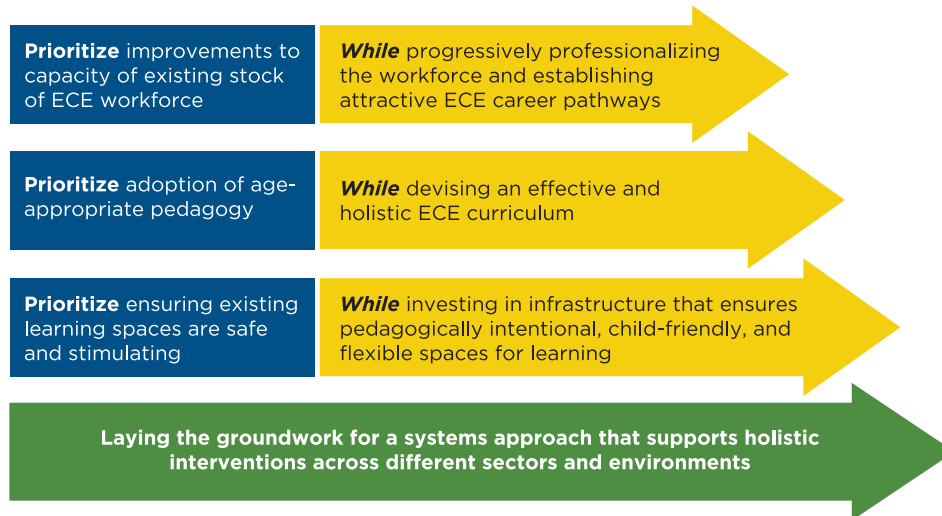 Prioritize improvements to
capacity of existing stock
of ECE workforce
While progressively professionalizing
the workforce and establishing
attractive ECE career pathways
Prioritize adoption of age-
appropriate pedagogy
While devising an effective and
holistic ECE curriculum
Prioritize ensuring existing
learning spaces are safe
and stimulating
While investing in infrastructure that ensures
pedagogically intentional, child-friendly, and
flexible spaces for learning
Laying the groundwork for a systems approach that supports holistic
interventions across different sectors and environments